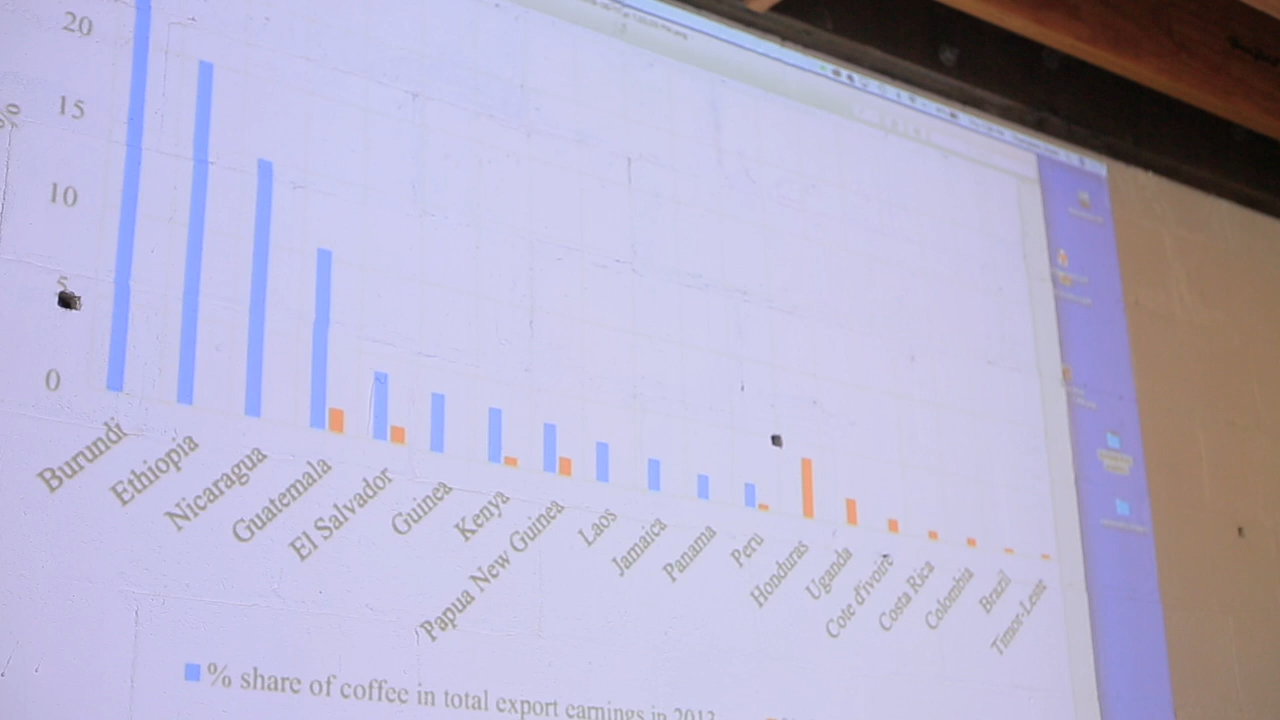 20
15
%
10
5
0
Burundi
Ethiopia
Nicaragua
Guatemala
El Salvador
Guinea
Kenya
Papua New Guinea
Laos
Jamaica
Panama
Peru
Honduras
Uganda
Cote d'ivoire
Costa Rica
Colombia
Brazil
Timor-Leste
% share of coffee in total export earnings in 2013